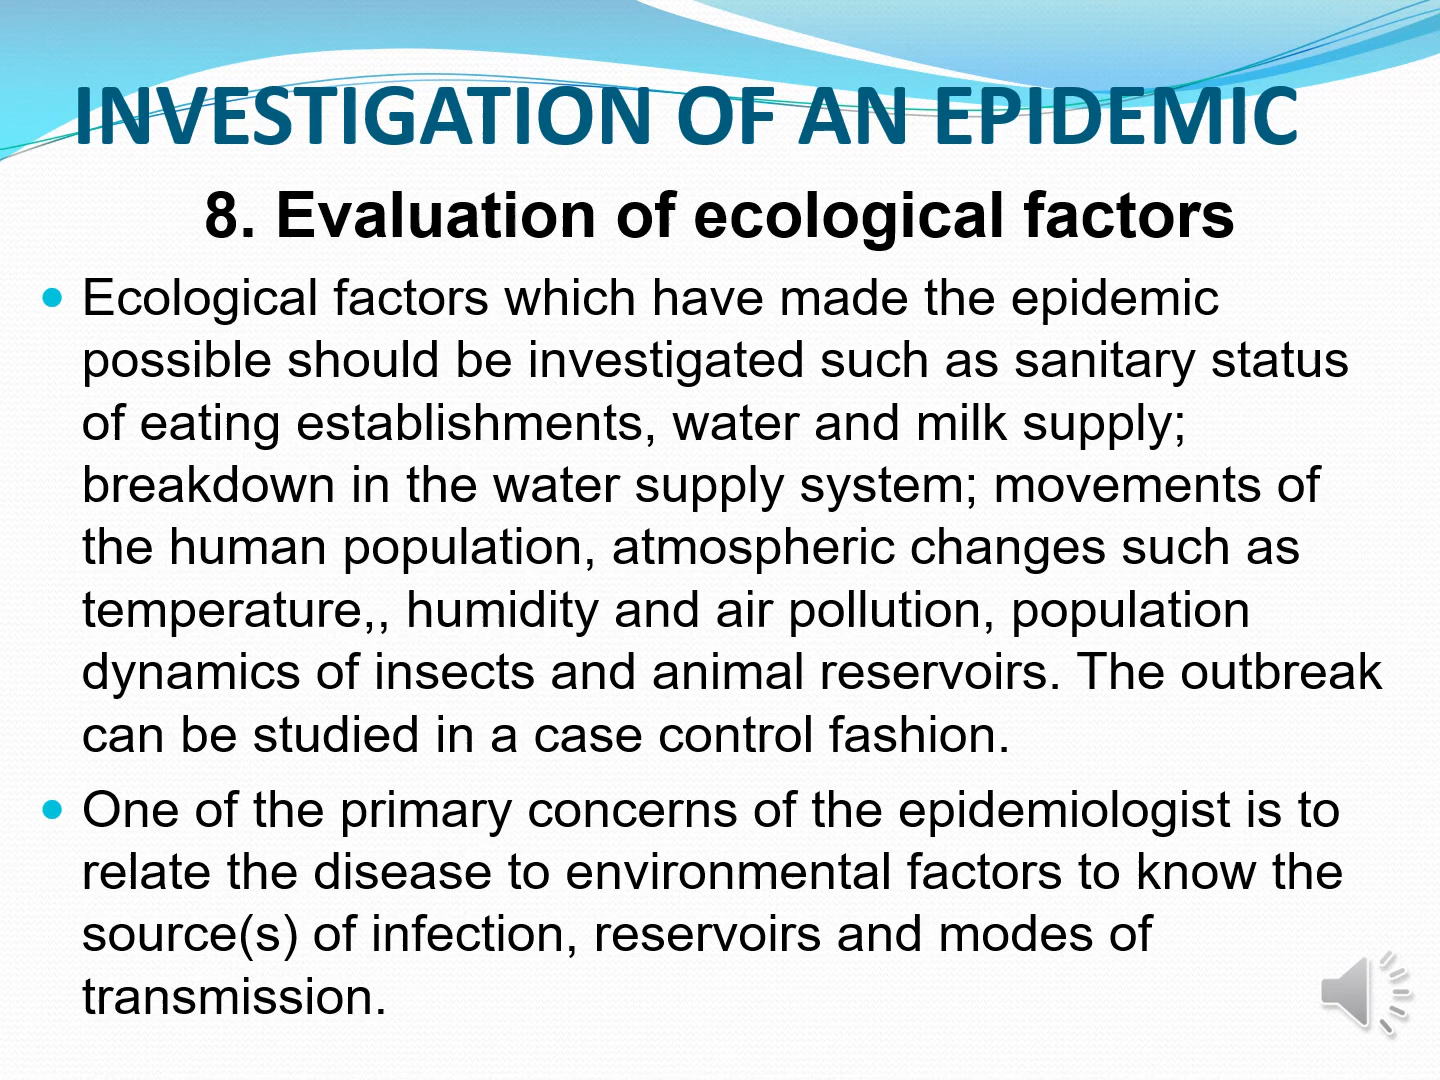 INVESTIGATION OF AN EPIDEMIC
8. Evaluation of ecological factors
Ecological factors which have made the epidemic
possible should be investigated such as sanitary status
of eating establishments, water and milk supply;
breakdown in the water supply system; movements of
the human population, atmospheric changes such as
temperature,, humidity and air pollution, population
dynamics of insects and animal reservoirs. The outbreak
can be studied in a case control fashion.
One of the primary concerns of the epidemiologist is to
relate the disease to environmental factors to know the
source(s) of infection, reservoirs and modes of
transmission.